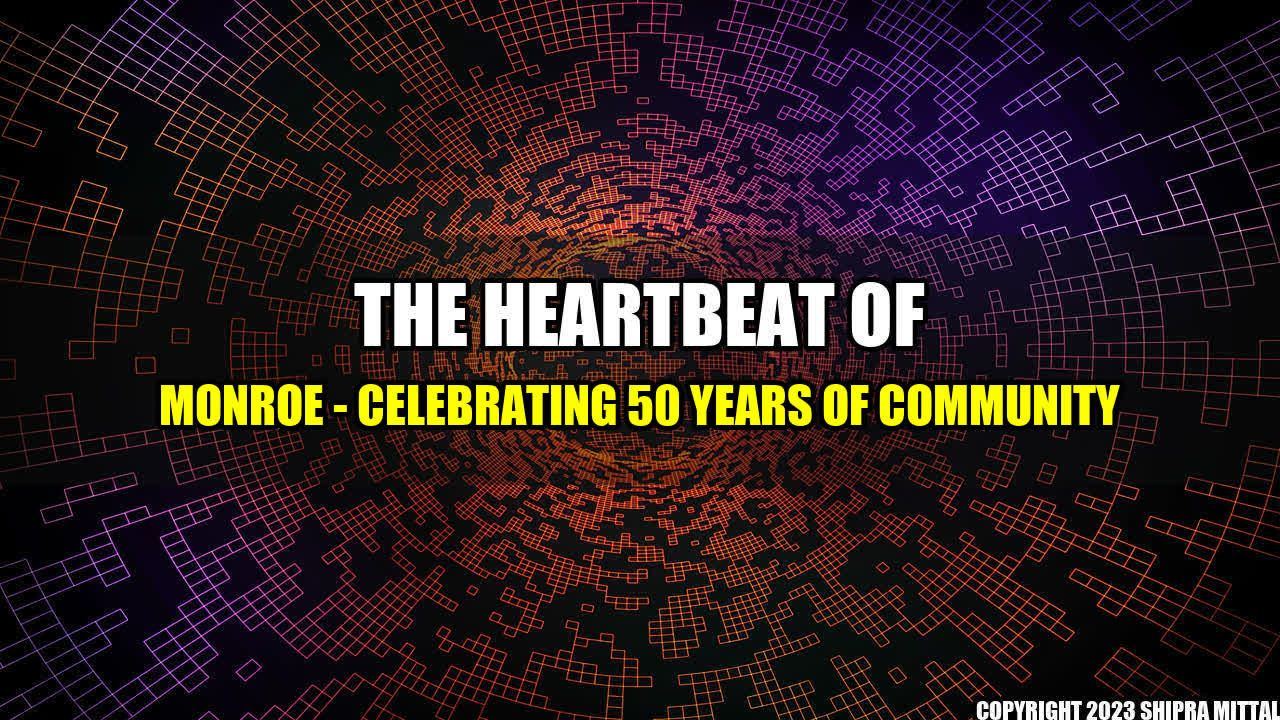 THE HEARTBEAT OF
MONROE - CELEBRATING 50 YEARS OF COMMUNITY
COPYRIGHT 2023 SHIPRA MITTAL